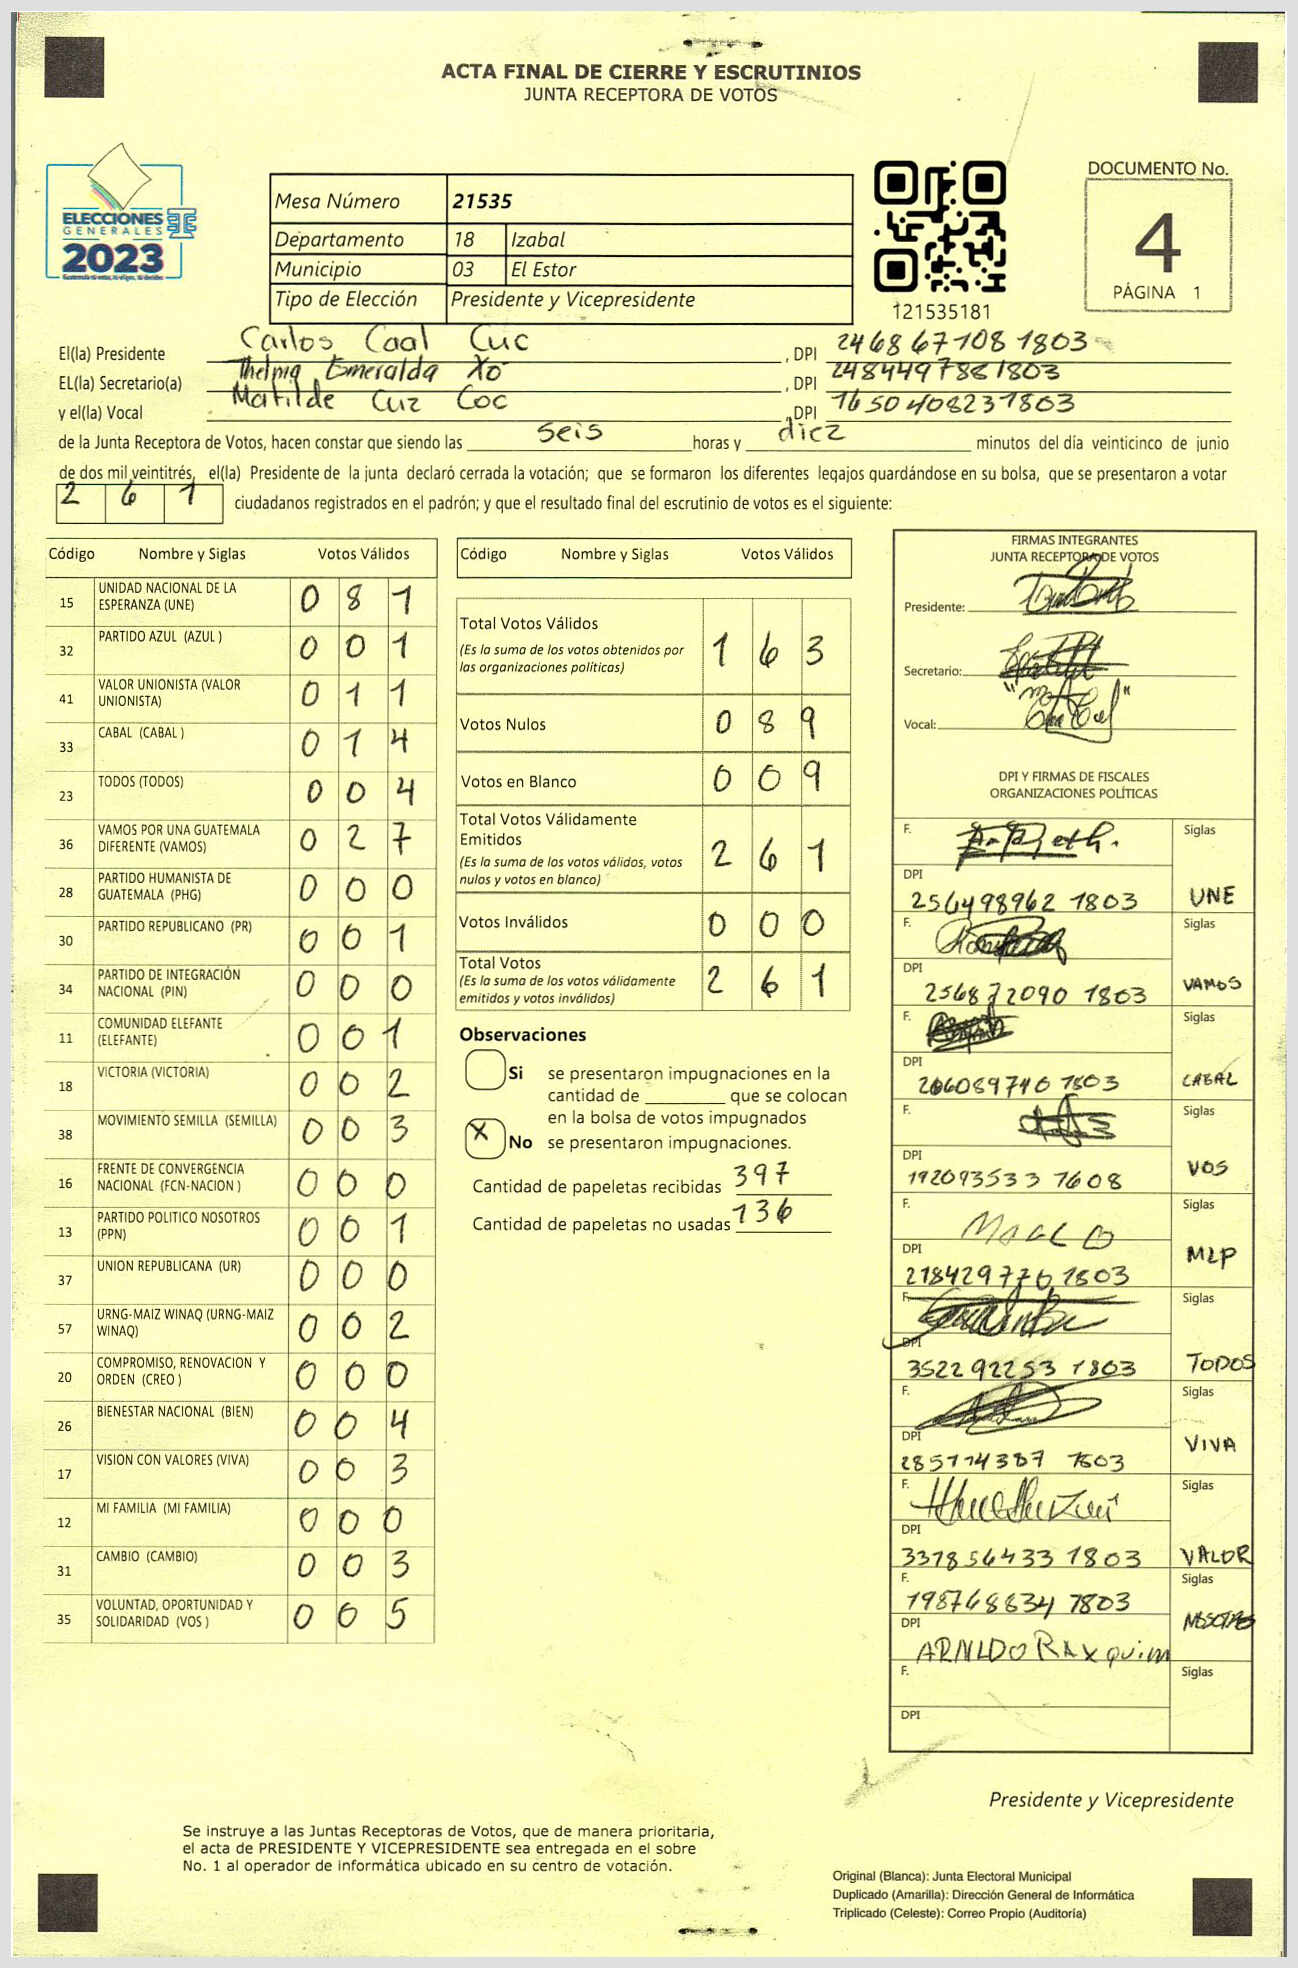 ACTA FINAL DE CIERRE Y ESCRUTINIOS
JUNTA RECEPTORA DE VOTOS
ELECCIONES
GENERALES
2023
Mesa Número 21535
Departamento 18 Izabal
Municipio 03 El Estor
Tipo de Elección Presidente y Vicepresidente
121535181
DOCUMENTO No.
4
PÁGINA 1
El(la) Presidente Carlos Caal Cuc , DPI 2468671081803
EL(la) Secretario(a) Thelma Esmeralda Xó , DPI 2484497881803
y el(la) Vocal Matilde Cuz Coc , DPI 1650408231803
de la Junta Receptora de Votos, hacen constar que siendo las seis horas y diez minutos del día veinticinco de junio
de dos mil veintitrés, el(la) Presidente de la junta declaró cerrada la votación; que se formaron los diferentes legajos quardándose en su bolsa, que se presentaron a votar
2 6 1 ciudadanos registrados en el padrón; y que el resultado final del escrutinio de votos es el siguiente:
Código Nombre y Siglas Votos Válidos
15 UNIDAD NACIONAL DE LA ESPERANZA (UNE) 0 8 1
32 PARTIDO AZUL (AZUL ) 0 0 1
41 VALOR UNIONISTA (VALOR UNIONISTA) 0 1 1
33 CABAL (CABAL ) 0 1 4
23 TODOS (TODOS) 0 0 4
36 VAMOS POR UNA GUATEMALA DIFERENTE (VAMOS) 0 2 7
28 PARTIDO HUMANISTA DE GUATEMALA (PHG) 0 0 0
30 PARTIDO REPUBLICANO (PR) 0 0 1
34 PARTIDO DE INTEGRACIÓN NACIONAL (PIN) 0 0 0
11 COMUNIDAD ELEFANTE (ELEFANTE) 0 0 1
18 VICTORIA (VICTORIA) 0 0 2
38 MOVIMIENTO SEMILLA (SEMILLA) 0 0 3
16 FRENTE DE CONVERGENCIA NACIONAL (FCN-NACION ) 0 0 0
13 PARTIDO POLITICO NOSOTROS (PPN) 0 0 1
37 UNION REPUBLICANA (UR) 0 0 0
57 URNG-MAIZ WINAQ (URNG-MAIZ WINAQ) 0 0 2
20 COMPROMISO, RENOVACION Y ORDEN (CREO ) 0 0 0
26 BIENESTAR NACIONAL (BIEN) 0 0 4
17 VISION CON VALORES (VIVA) 0 0 3
12 MI FAMILIA (MI FAMILIA) 0 0 0
31 CAMBIO (CAMBIO) 0 0 3
35 VOLUNTAD, OPORTUNIDAD Y SOLIDARIDAD (VOS ) 0 0 5
Código Nombre y Siglas Votos Válidos
Total Votos Válidos 1 6 3
(Es la suma de los votos obtenidos por
las organizaciones políticas)
Votos Nulos 0 8 9
Votos en Blanco 0 0 9
Total Votos Válidamente
Emitidos 2 6 1
(Es la suma de los votos válidos, votos
nulos y votos en blanco)
Votos Inválidos 0 0 0
Total Votos 2 6 1
(Es la suma de los votos válidamente
emitidos y votos inválidos)
Observaciones
Si se presentaron impugnaciones en la
cantidad de ________ que se colocan
en la bolsa de votos impugnados
X No se presentaron impugnaciones.
Cantidad de papeletas recibidas 397
Cantidad de papeletas no usadas 136
FIRMAS INTEGRANTES
JUNTA RECEPTORA DE VOTOS
Presidente:
Secretario:
Vocal:
DPI Y FIRMAS DE FISCALES
ORGANIZACIONES POLÍTICAS
F. Siglas
DPI
256498962 1803 UNE
F. Siglas
DPI
256872090 1803 VAMOS
F. Siglas
DPI
206089740 1803 CABAL
F. Siglas
DPI
192093533 1608 VOS
F. Siglas
DPI
218429770 1803 MLP
F. Siglas
DPI
352292253 1803 TODOS
F. Siglas
DPI
285114387 1803 VIVA
F. Siglas
DPI
337856433 1803 VALOR
F. Siglas
198768834 1803 NOSOTROS
DPI
ARNLDO RAX QUIM
F. Siglas
DPI
Presidente y Vicepresidente
Se instruye a las Juntas Receptoras de Votos, que de manera prioritaria,
el acta de PRESIDENTE Y VICEPRESIDENTE sea entregada en el sobre
No. 1 al operador de informática ubicado en su centro de votación.
Original (Blanca): Junta Electoral Municipal
Duplicado (Amarilla): Dirección General de Informática
Triplicado (Celeste): Correo Propio (Auditoría)